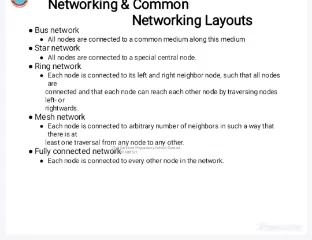 Networking & Common
Networking Layouts
● Bus network
● All nodes are connected to a common medium along this medium
● Star network
● All nodes are connected to a special central node.
● Ring network
● Each node is connected to its left and right neighbor node, such that all nodes
are
connected and that each node can reach each other node by traversing nodes
left- or
rightwards.
● Mesh network
● Each node is connected to arbitrary number of neighbors in such a way that
there is at
least one traversal from any node to any other.
● Fully connected network
● Each node is connected to every other node in the network.